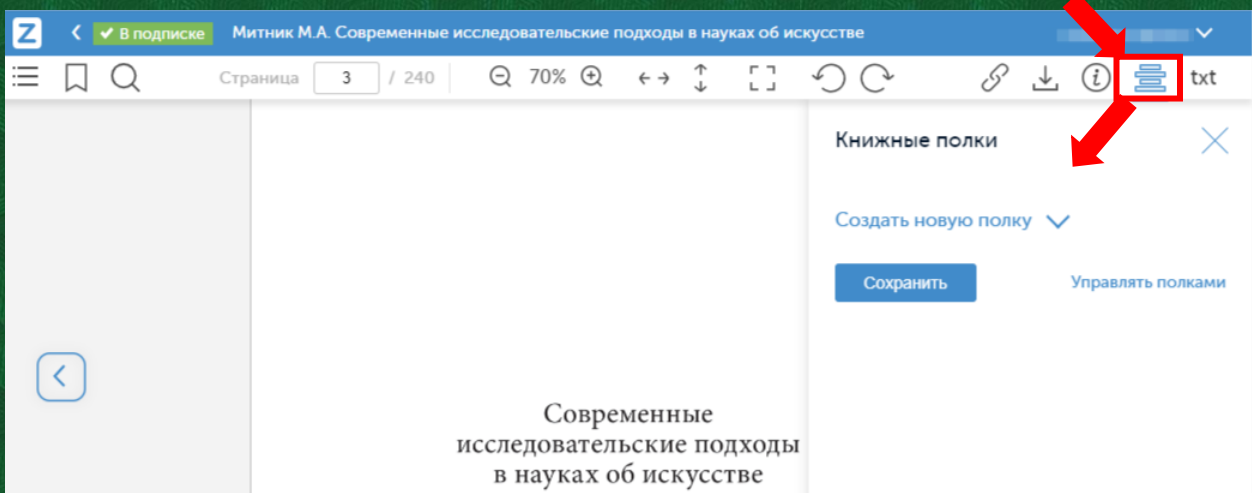 Z В подписке Митник М.А. Современные исследовательские подходы в науках об искусстве
Страница 3 / 240 70% i txt
Книжные полки
Создать новую полку
Сохранить Управлять полками
Современные
исследовательские подходы
в науках об искусстве